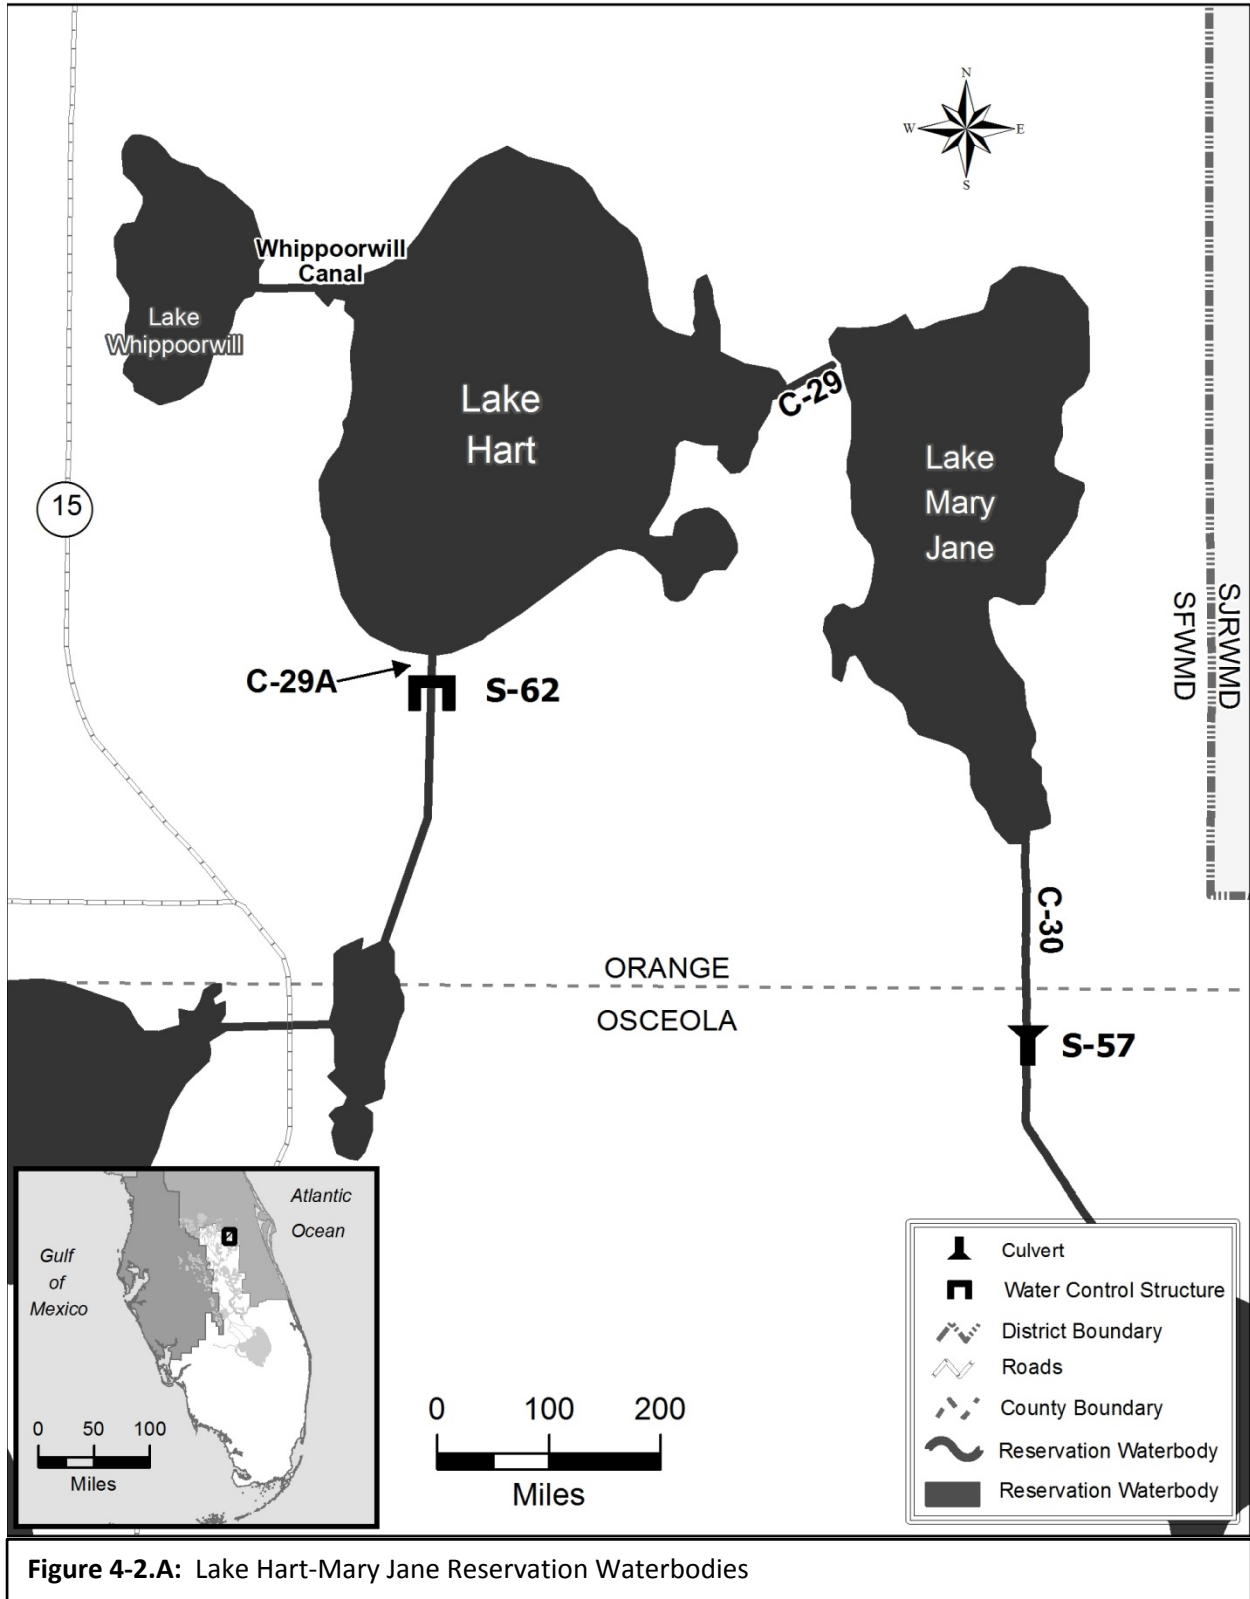 N
W
E
S
Whippoorwill
Canal
Lake
Whippoorwill
Lake
Hart
C-29
Lake
Mary
Jane
15
SFWMD
SJRWMD
C-29A
S-62
C-30
ORANGE
OSCEOLA
S-57
Atlantic
Ocean
Gulf
of
Mexico
0 50 100
Miles
0 100 200
Miles
Culvert
Water Control Structure
District Boundary
Roads
County Boundary
Reservation Waterbody
Reservation Waterbody
Figure 4-2.A: Lake Hart-Mary Jane Reservation Waterbodies